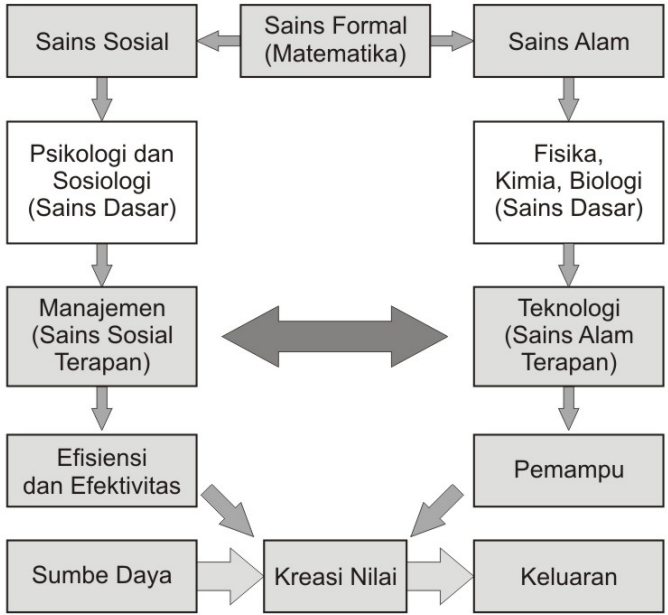 Sains Sosial
Sains Formal
(Matematika)
Sains Alam
Psikologi dan
Sosiologi
(Sains Dasar)
Fisika,
Kimia, Biologi
(Sains Dasar)
Manajemen
(Sains Sosial
Terapan)
Teknologi
(Sains Alam
Terapan)
Efisiensi
dan Efektivitas
Pemampu
Sumbe Daya
Kreasi Nilai
Keluaran